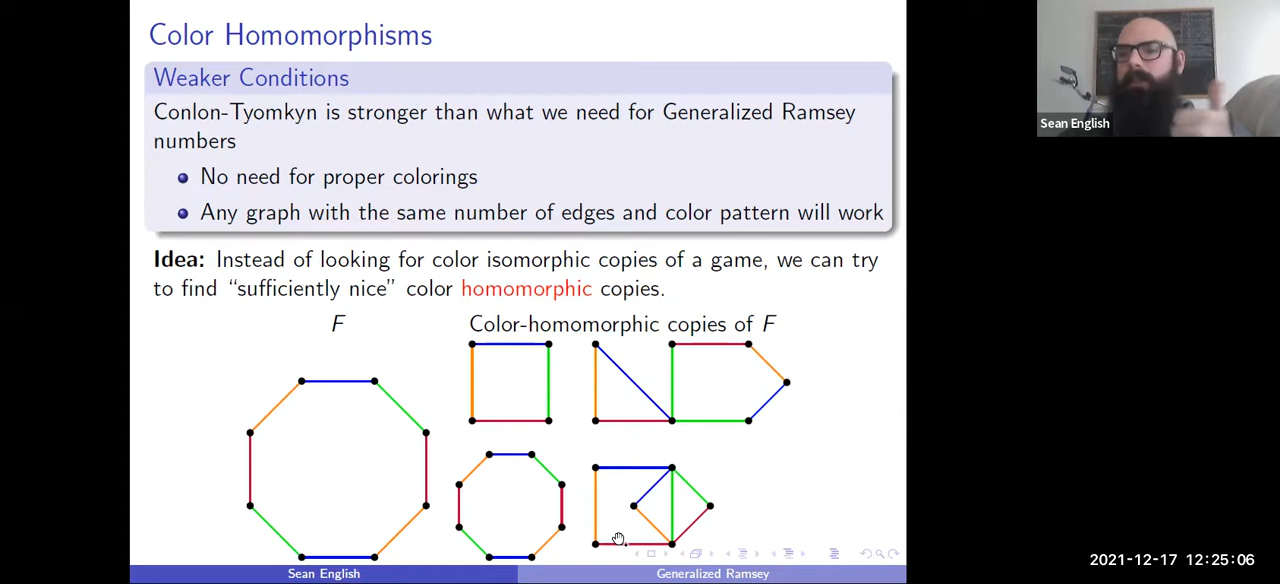 Color Homomorphisms
Weaker Conditions
Conlon-Tyomkyn is stronger than what we need for Generalized Ramsey
numbers
No need for proper colorings
Any graph with the same number of edges and color pattern will work
Idea: Instead of looking for color isomorphic copies of a game, we can try
to find “sufficiently nice” color homomorphic copies.
F
Color-homomorphic copies of F
Sean English
Generalized Ramsey
Sean English
2021-12-17 12:25:06